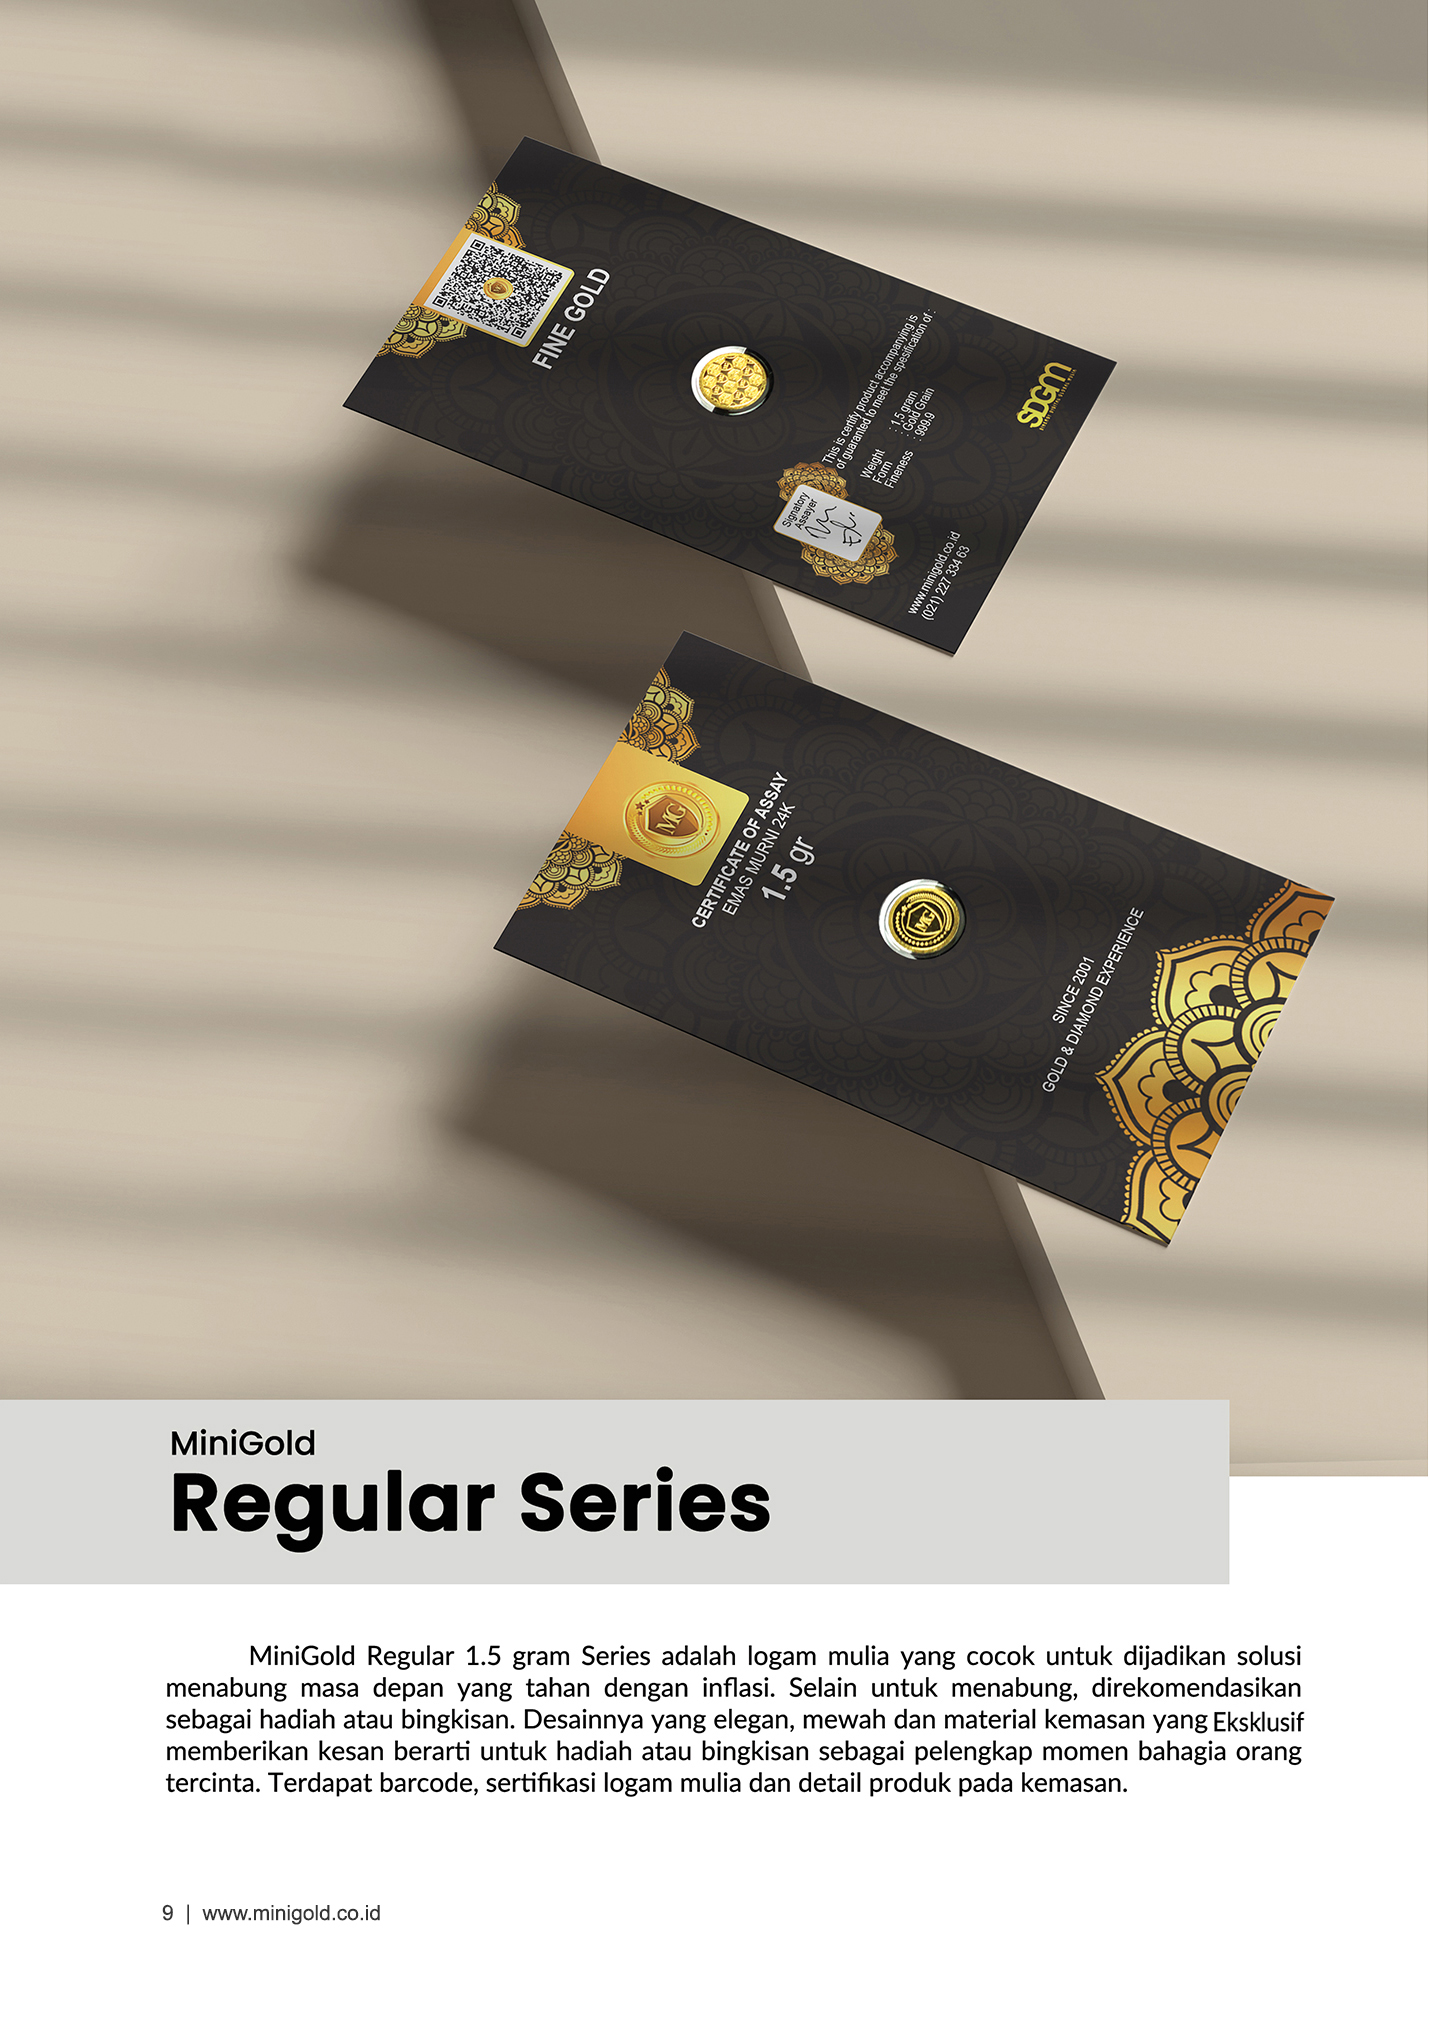 FINE GOLD
This is certify product accompanying is
of guaranted to meet the spesification of :
Weight : 1,5 gram
Form : Gold Grain
Fineness : 999.9
SDGM
Signatory
Assayer
www.minigold.co.id
(021) 227 334 63
MG
CERTIFICATE OF ASSAY
EMAS MURNI 24K
1.5 gr
MG
SINCE 2001
GOLD & DIAMOND EXPERIENCE
MiniGold
Regular Series
MiniGold Regular 1.5 gram Series adalah logam mulia yang cocok untuk dijadikan solusi
menabung masa depan yang tahan dengan inflasi. Selain untuk menabung, direkomendasikan
sebagai hadiah atau bingkisan. Desainnya yang elegan, mewah dan material kemasan yang Eksklusif
memberikan kesan berarti untuk hadiah atau bingkisan sebagai pelengkap momen bahagia orang
tercinta. Terdapat barcode, sertifikasi logam mulia dan detail produk pada kemasan.
9 | www.minigold.co.id